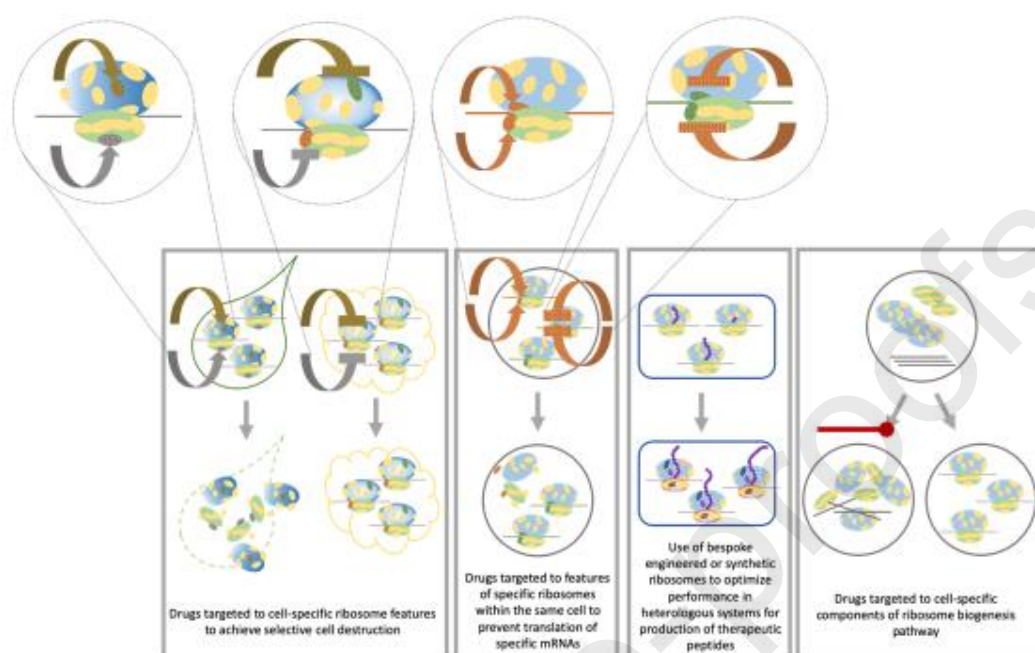 Drugs targeted to cell-specific ribosome features
to achieve selective cell destruction
Drugs targeted to features
of specific ribosomes
within the same cell to
prevent translation of
specific mRNAs
Use of bespoke
engineered or synthetic
ribosomes to optimize
performance in
heterologous systems for
production of therapeutic
peptides
Drugs targeted to cell-specific
components of ribosome biogenesis
pathway